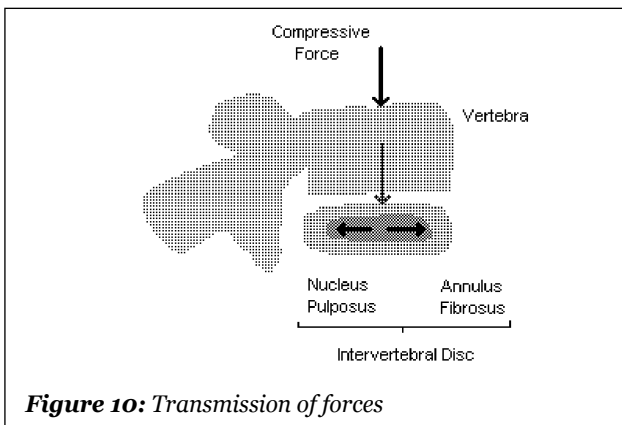 Compressive
Force
Vertebra
Nucleus
Pulposus
Annulus
Fibrosus
Intervertebral Disc
Figure 10: Transmission of forces